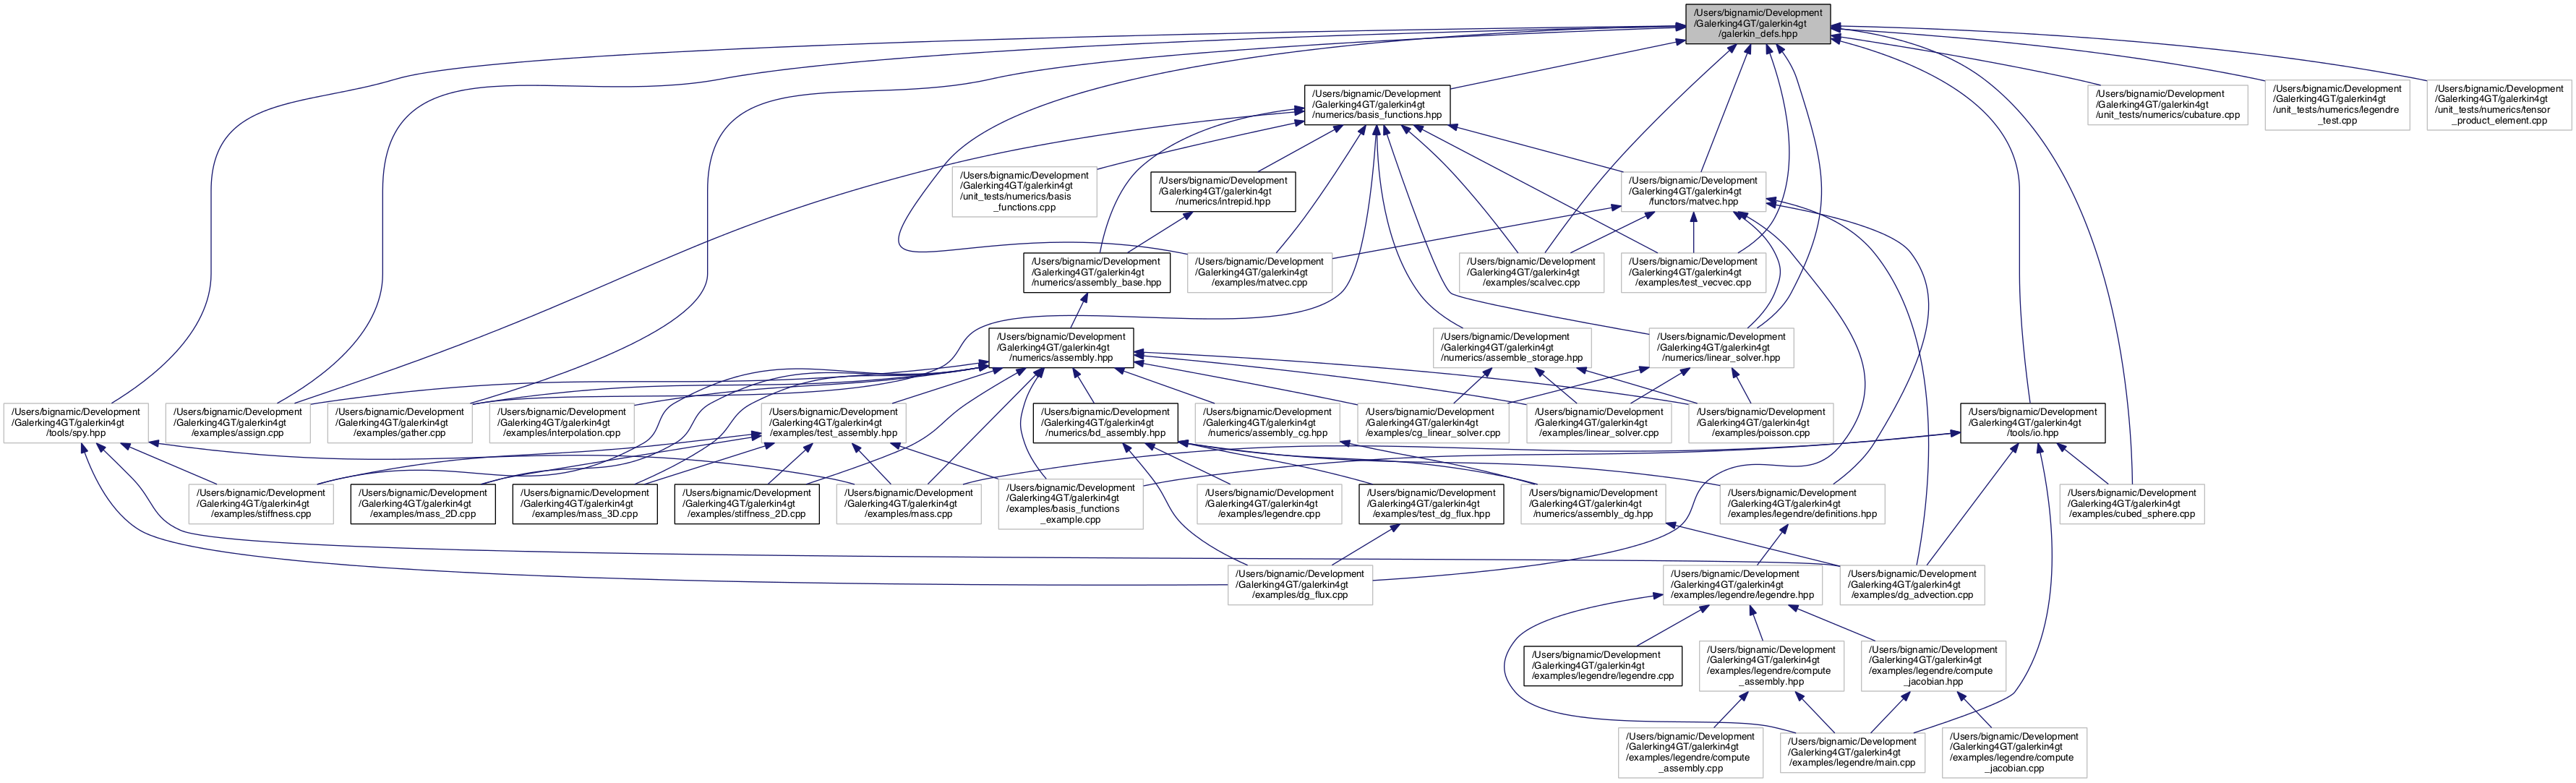 /Users/bignamic/Development
/Galerking4GT/galerkin4gt
/galerkin_defs.hpp
/Users/bignamic/Development
/Galerking4GT/galerkin4gt
/numerics/basis_functions.hpp
/Users/bignamic/Development
/Galerking4GT/galerkin4gt
/unit_tests/numerics/cubature.cpp
/Users/bignamic/Development
/Galerking4GT/galerkin4gt
/unit_tests/numerics/legendre
_test.cpp
/Users/bignamic/Development
/Galerking4GT/galerkin4gt
/unit_tests/numerics/tensor
_product_element.cpp
/Users/bignamic/Development
/Galerking4GT/galerkin4gt
/unit_tests/numerics/basis
_functions.cpp
/Users/bignamic/Development
/Galerking4GT/galerkin4gt
/numerics/intrepid.hpp
/Users/bignamic/Development
/Galerking4GT/galerkin4gt
/functors/matvec.hpp
/Users/bignamic/Development
/Galerking4GT/galerkin4gt
/numerics/assembly_base.hpp
/Users/bignamic/Development
/Galerking4GT/galerkin4gt
/examples/matvec.cpp
/Users/bignamic/Development
/Galerking4GT/galerkin4gt
/examples/scalvec.cpp
/Users/bignamic/Development
/Galerking4GT/galerkin4gt
/examples/test_vecvec.cpp
/Users/bignamic/Development
/Galerking4GT/galerkin4gt
/numerics/assembly.hpp
/Users/bignamic/Development
/Galerking4GT/galerkin4gt
/numerics/assemble_storage.hpp
/Users/bignamic/Development
/Galerking4GT/galerkin4gt
/numerics/linear_solver.hpp
/Users/bignamic/Development
/Galerking4GT/galerkin4gt
/tools/spy.hpp
/Users/bignamic/Development
/Galerking4GT/galerkin4gt
/examples/assign.cpp
/Users/bignamic/Development
/Galerking4GT/galerkin4gt
/examples/gather.cpp
/Users/bignamic/Development
/Galerking4GT/galerkin4gt
/examples/interpolation.cpp
/Users/bignamic/Development
/Galerking4GT/galerkin4gt
/examples/test_assembly.hpp
/Users/bignamic/Development
/Galerking4GT/galerkin4gt
/numerics/bd_assembly.hpp
/Users/bignamic/Development
/Galerking4GT/galerkin4gt
/numerics/assembly_cg.hpp
/Users/bignamic/Development
/Galerking4GT/galerkin4gt
/examples/cg_linear_solver.cpp
/Users/bignamic/Development
/Galerking4GT/galerkin4gt
/examples/linear_solver.cpp
/Users/bignamic/Development
/Galerking4GT/galerkin4gt
/examples/poisson.cpp
/Users/bignamic/Development
/Galerking4GT/galerkin4gt
/tools/io.hpp
/Users/bignamic/Development
/Galerking4GT/galerkin4gt
/examples/stiffness.cpp
/Users/bignamic/Development
/Galerking4GT/galerkin4gt
/examples/mass_2D.cpp
/Users/bignamic/Development
/Galerking4GT/galerkin4gt
/examples/mass_3D.cpp
/Users/bignamic/Development
/Galerking4GT/galerkin4gt
/examples/stiffness_2D.cpp
/Users/bignamic/Development
/Galerking4GT/galerkin4gt
/examples/mass.cpp
/Users/bignamic/Development
/Galerking4GT/galerkin4gt
/examples/basis_functions
_example.cpp
/Users/bignamic/Development
/Galerking4GT/galerkin4gt
/examples/legendre.cpp
/Users/bignamic/Development
/Galerking4GT/galerkin4gt
/examples/test_dg_flux.hpp
/Users/bignamic/Development
/Galerking4GT/galerkin4gt
/numerics/assembly_dg.hpp
/Users/bignamic/Development
/Galerking4GT/galerkin4gt
/examples/legendre/definitions.hpp
/Users/bignamic/Development
/Galerking4GT/galerkin4gt
/examples/cubed_sphere.cpp
/Users/bignamic/Development
/Galerking4GT/galerkin4gt
/examples/dg_flux.cpp
/Users/bignamic/Development
/Galerking4GT/galerkin4gt
/examples/legendre/legendre.hpp
/Users/bignamic/Development
/Galerking4GT/galerkin4gt
/examples/dg_advection.cpp
/Users/bignamic/Development
/Galerking4GT/galerkin4gt
/examples/legendre/legendre.cpp
/Users/bignamic/Development
/Galerking4GT/galerkin4gt
/examples/legendre/compute
_assembly.hpp
/Users/bignamic/Development
/Galerking4GT/galerkin4gt
/examples/legendre/compute
_jacobian.hpp
/Users/bignamic/Development
/Galerking4GT/galerkin4gt
/examples/legendre/compute
_assembly.cpp
/Users/bignamic/Development
/Galerking4GT/galerkin4gt
/examples/legendre/main.cpp
/Users/bignamic/Development
/Galerking4GT/galerkin4gt
/examples/legendre/compute
_jacobian.cpp